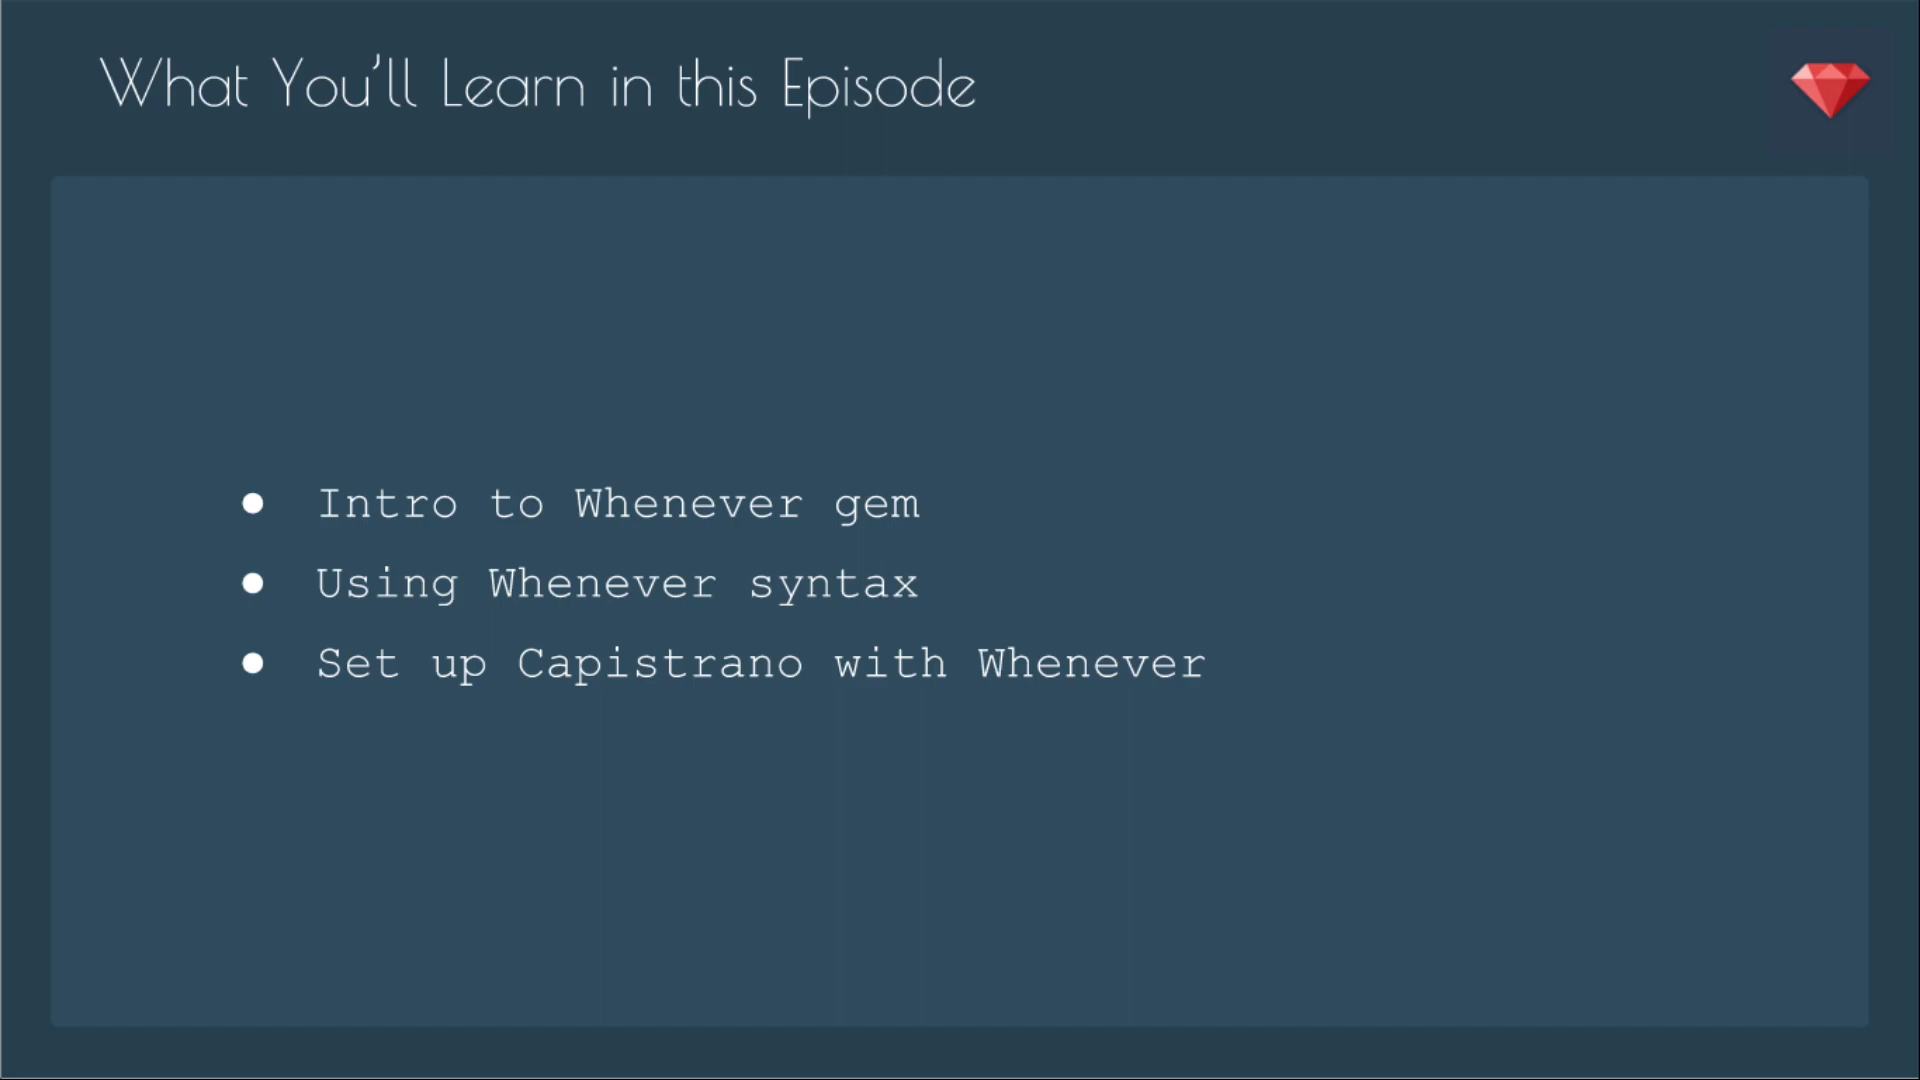 What You’ll Learn in this Episode
● Intro to Whenever gem
● Using Whenever syntax
● Set up Capistrano with Whenever